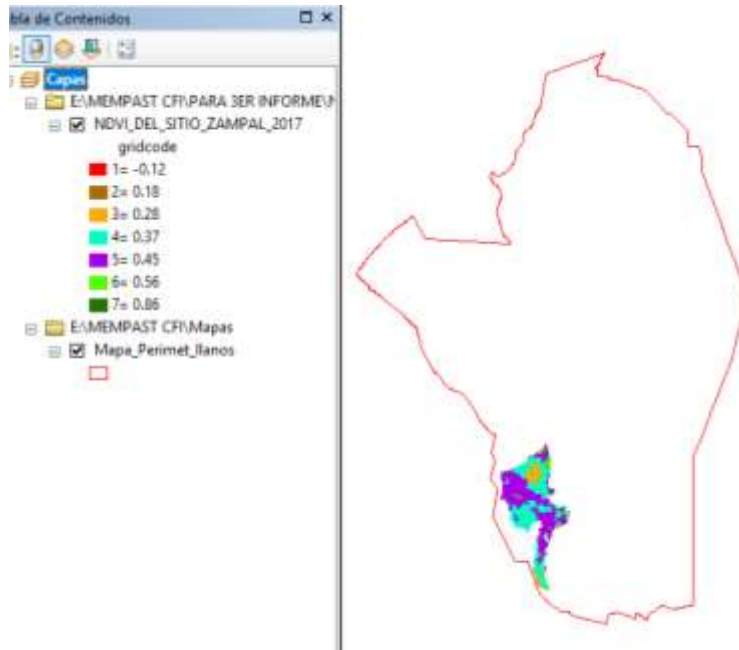 bla de Contenidos
Capas
E:\MEMPAST CFI\PARA 3ER INFORME\
NDVI_DEL_SITIO_ZAMPAL_2017
gridcode
1= -0.12
2= 0.18
3= 0.28
4= 0.37
5= 0.45
6= 0.56
7= 0.86
E:\MEMPAST CFI\Mapas
Mapa_Perimet_llanos